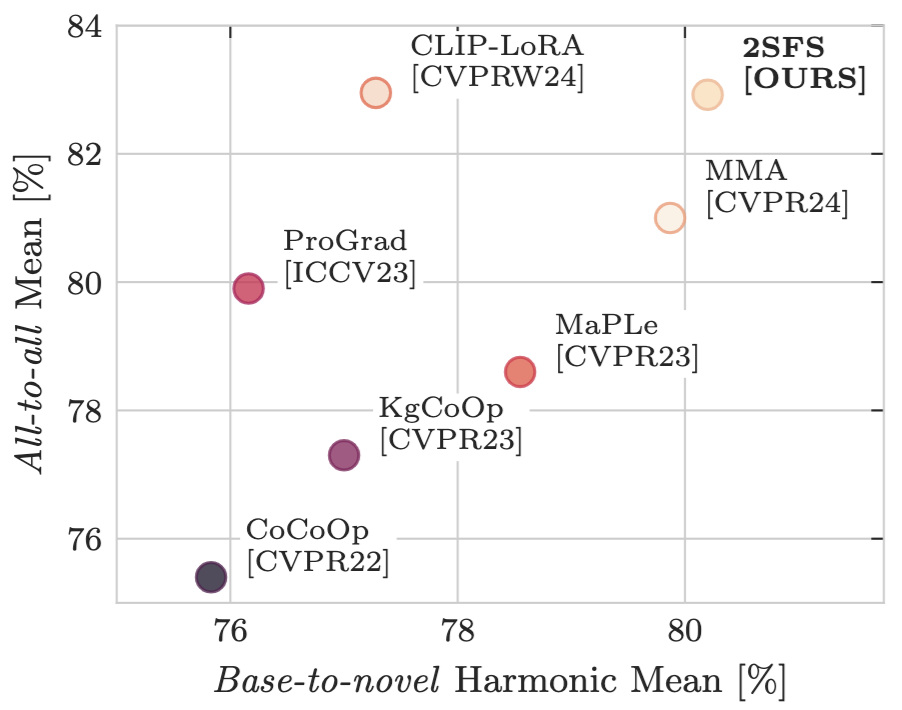 84
82
80
78
76
All-to-all Mean [%]
CLIP-LoRA
[CVPRW24]
2SFS
[OURS]
MMA
[CVPR24]
ProGrad
[ICCV23]
MaPLe
[CVPR23]
KgCoOp
[CVPR23]
CoCoOp
[CVPR22]
76 78 80
Base-to-novel Harmonic Mean [%]